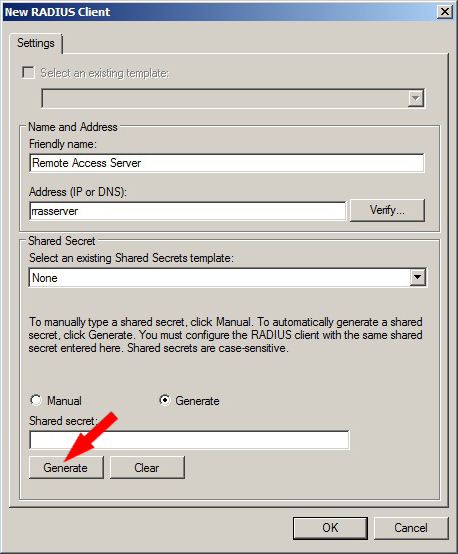 New RADIUS Client
Settings
Select an existing template:
Name and Address
Friendly name:
Remote Access Server
Address (IP or DNS):
rrasserver
Verify...
Shared Secret
Select an existing Shared Secrets template:
None
To manually type a shared secret, click Manual. To automatically generate a shared
secret, click Generate. You must configure the RADIUS client with the same shared
secret entered here. Shared secrets are case-sensitive.
Manual Generate
Shared secret:
Generate Clear
OK Cancel